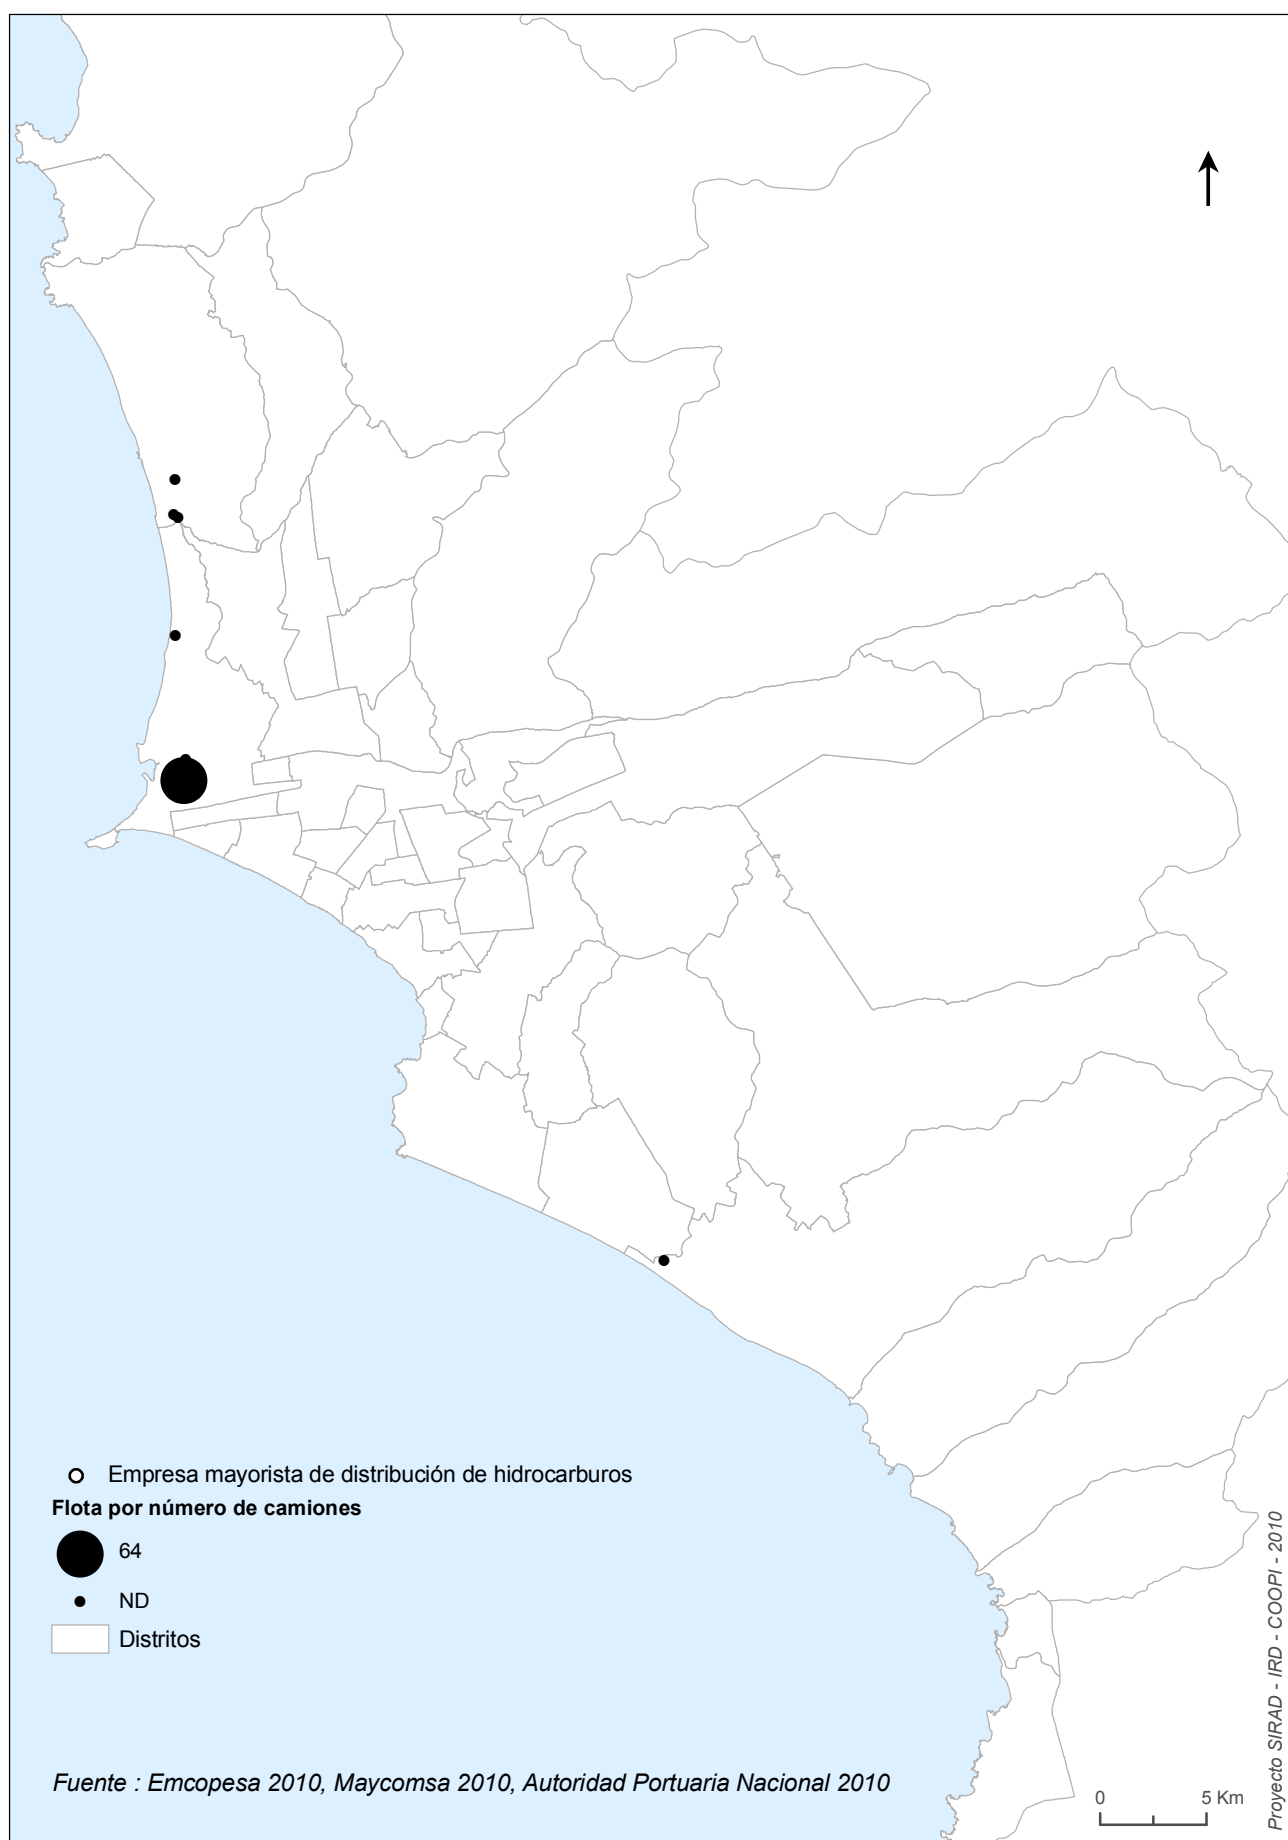 Empresa mayorista de distribución de hidrocarburos
Flota por número de camiones
64
ND
Distritos
Fuente : Emcopesa 2010, Maycomsa 2010, Autoridad Portuaria Nacional 2010
0 5 Km
Proyecto SIRAD - IRD - COOPI - 2010